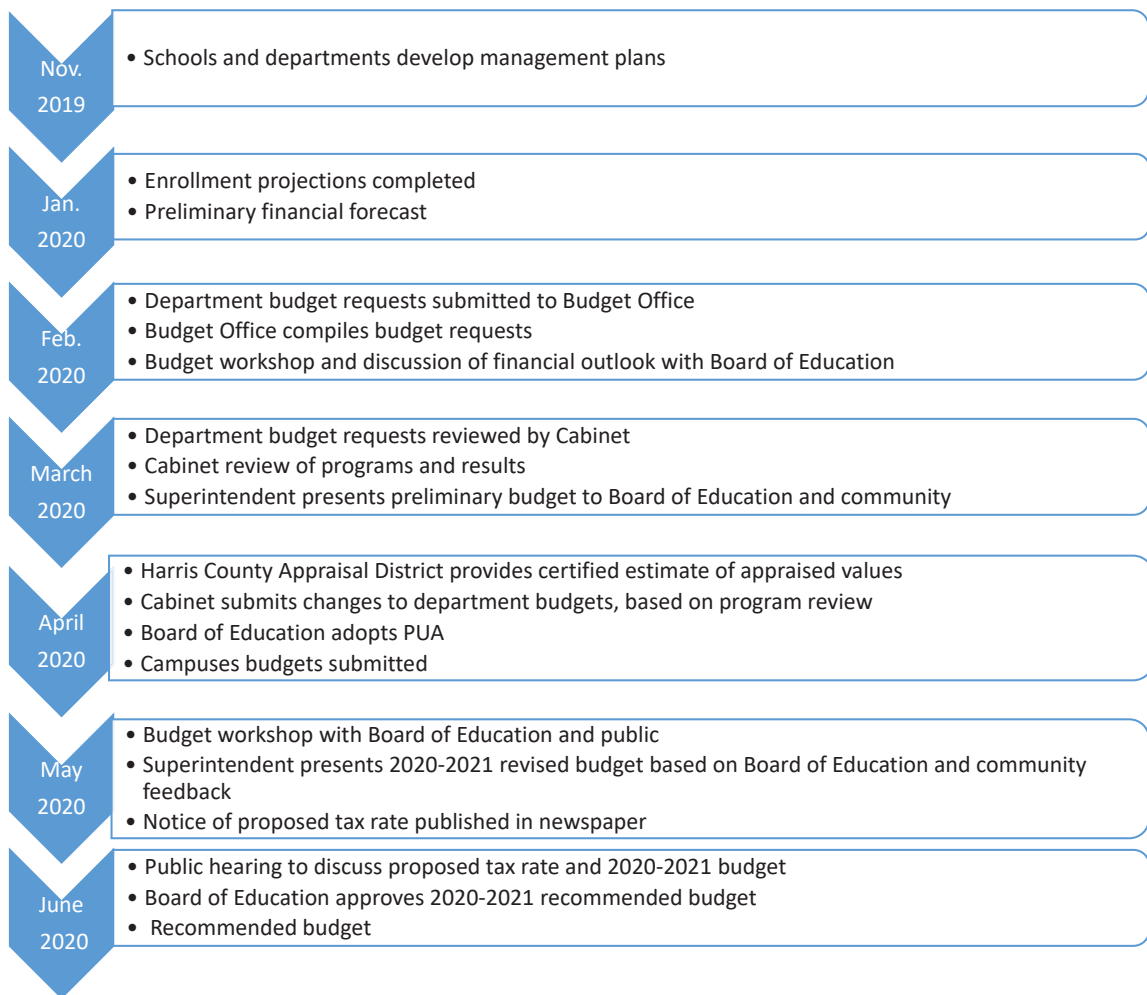 Nov.
2019
• Schools and departments develop management plans
Jan.
2020
• Enrollment projections completed
• Preliminary financial forecast
Feb.
2020
• Department budget requests submitted to Budget Office
• Budget Office compiles budget requests
• Budget workshop and discussion of financial outlook with Board of Education
March
2020
• Department budget requests reviewed by Cabinet
• Cabinet review of programs and results
• Superintendent presents preliminary budget to Board of Education and community
April
2020
• Harris County Appraisal District provides certified estimate of appraised values
• Cabinet submits changes to department budgets, based on program review
• Board of Education adopts PUA
• Campuses budgets submitted
May
2020
• Budget workshop with Board of Education and public
• Superintendent presents 2020-2021 revised budget based on Board of Education and community
feedback
• Notice of proposed tax rate published in newspaper
June
2020
• Public hearing to discuss proposed tax rate and 2020-2021 budget
• Board of Education approves 2020-2021 recommended budget
• Recommended budget